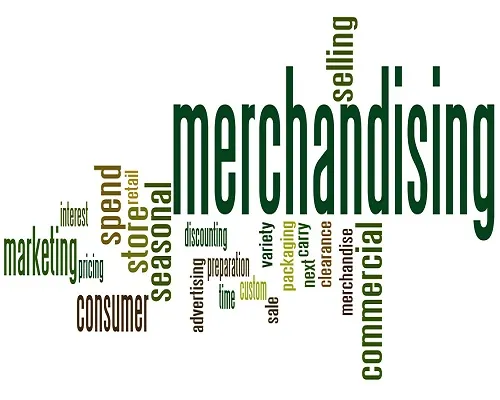 selling
merchandising
spend
retail
interest
store
seasonal
marketing
pricing
consumer
discounting
variety
packaging
carry
next
clearance
merchandise
commercial
advertising
preparation
time
custom
sale